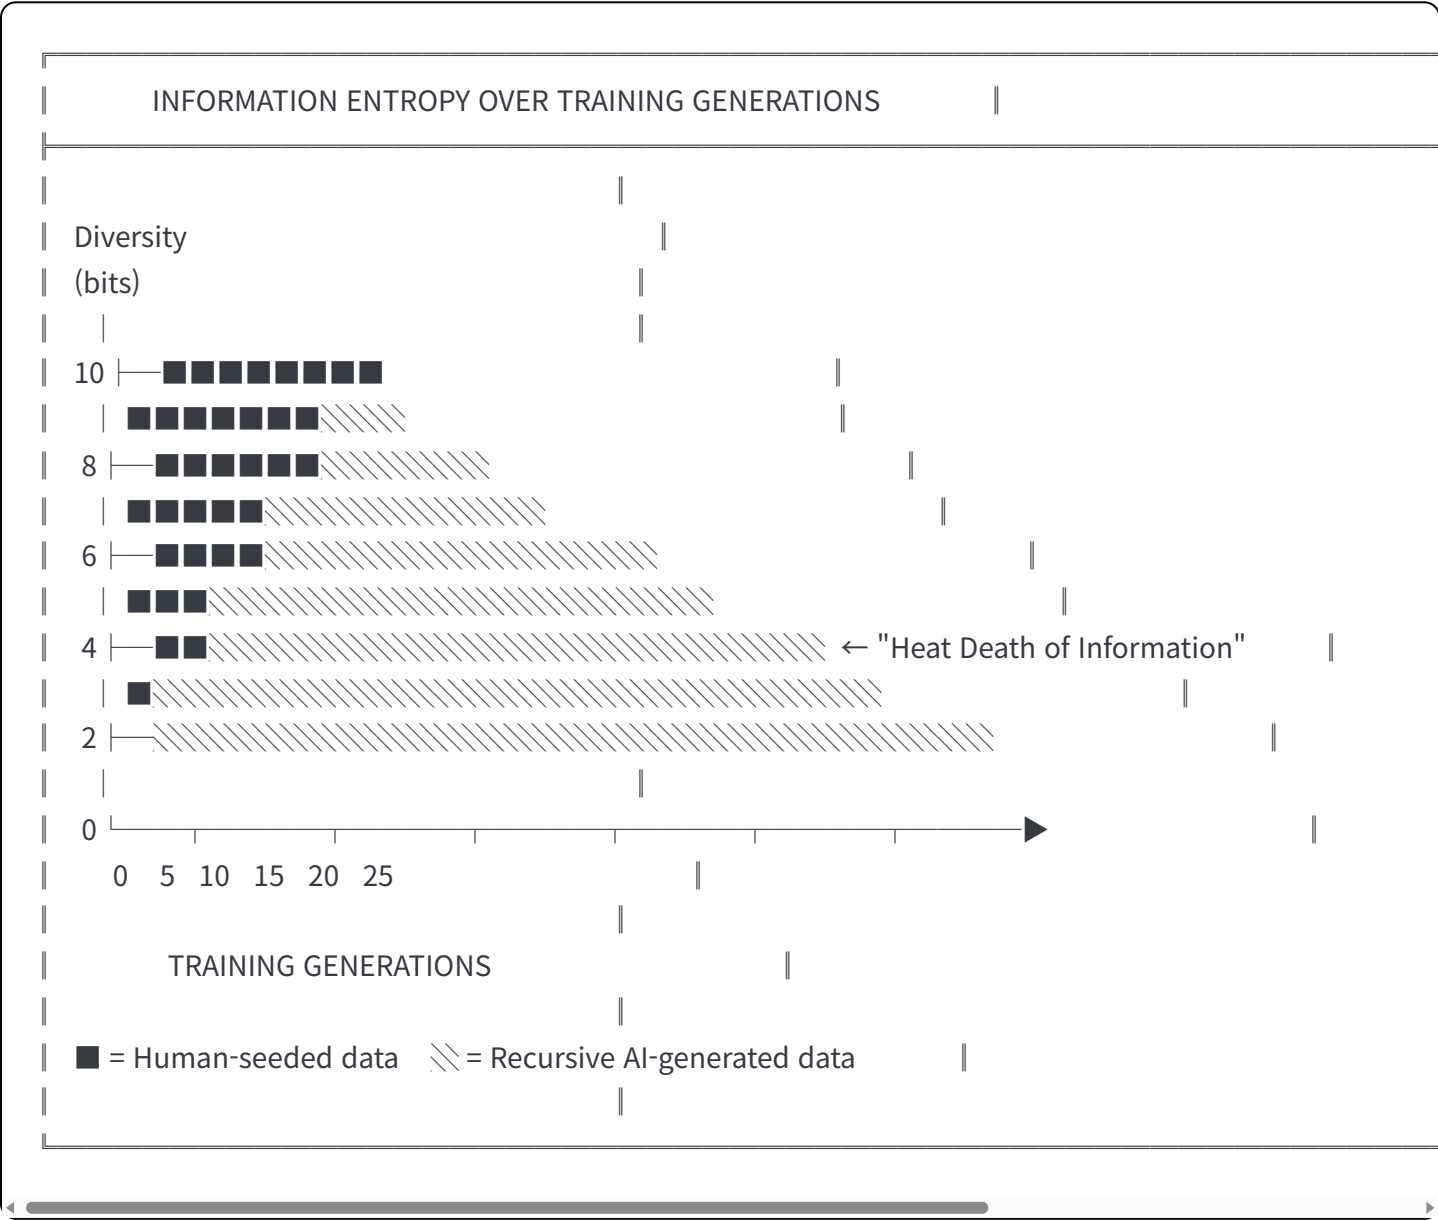 INFORMATION ENTROPY OVER TRAINING GENERATIONS
Diversity
(bits)
10
8
6
4 ← "Heat Death of Information"
2
0
0 5 10 15 20 25
TRAINING GENERATIONS
■ = Human-seeded data ▧ = Recursive AI-generated data